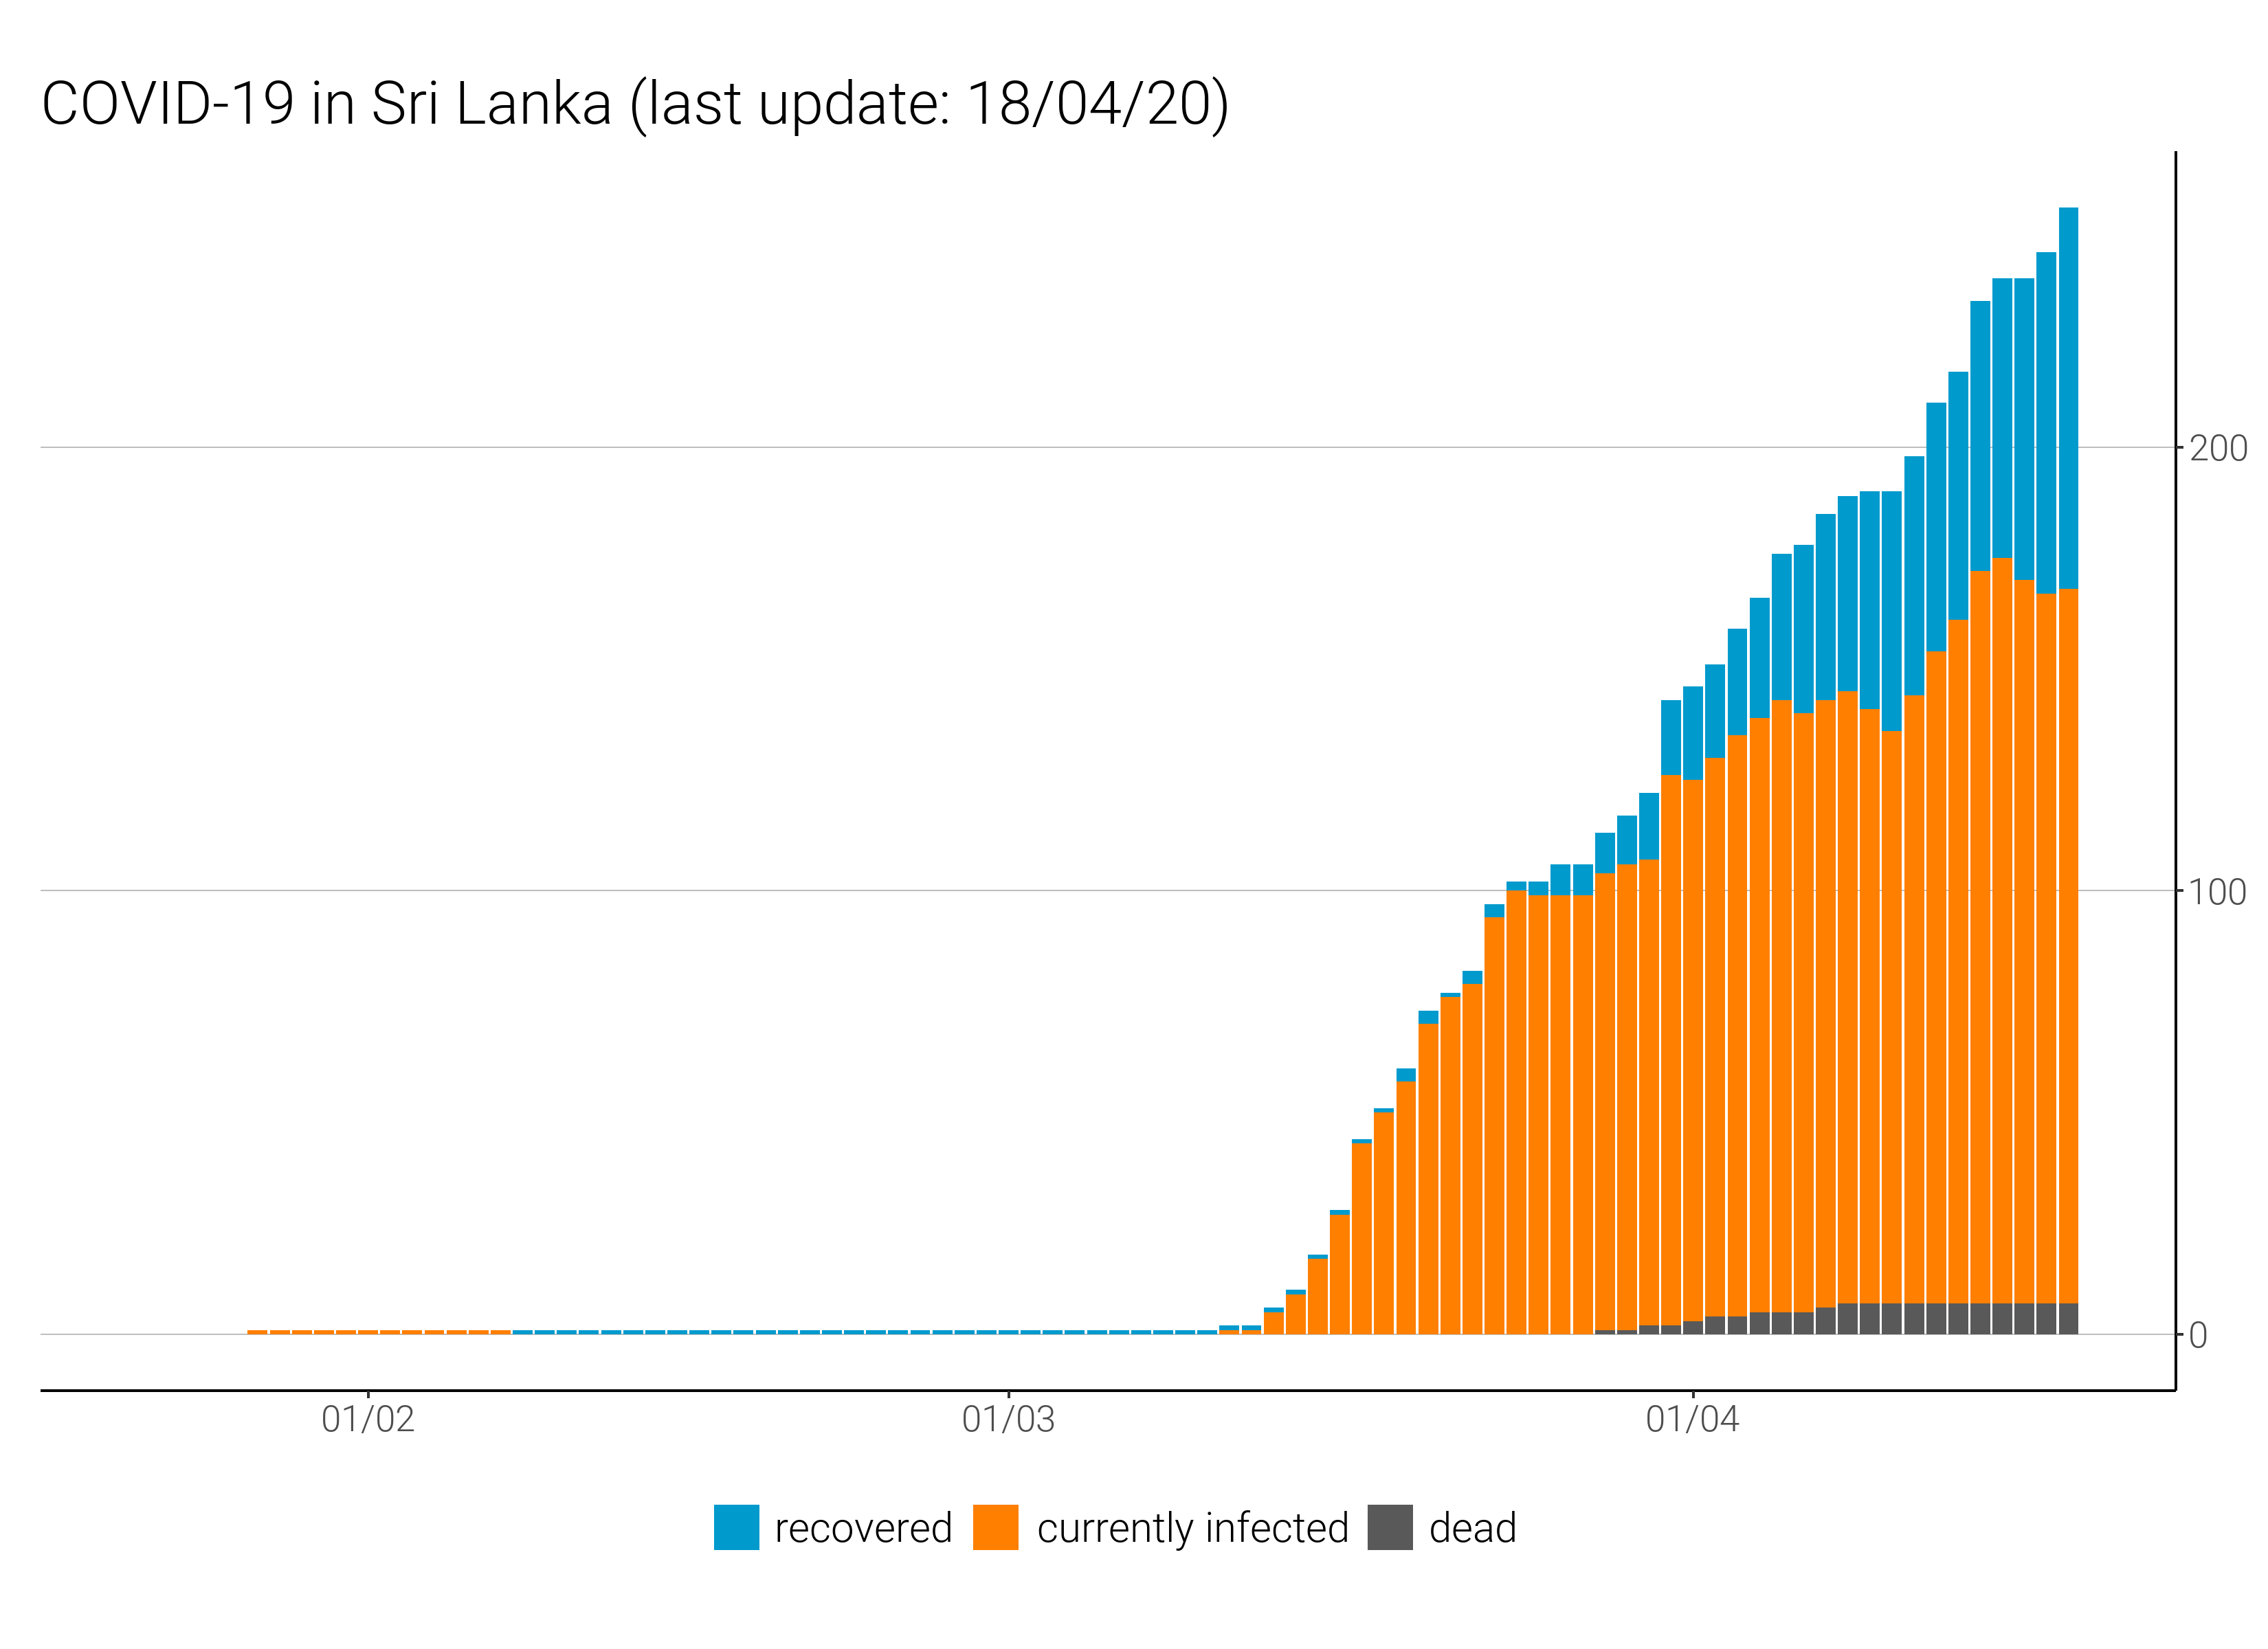 COVID-19 in Sri Lanka (last update: 18/04/20)
200
100
0
01/02 01/03 01/04
recovered currently infected dead